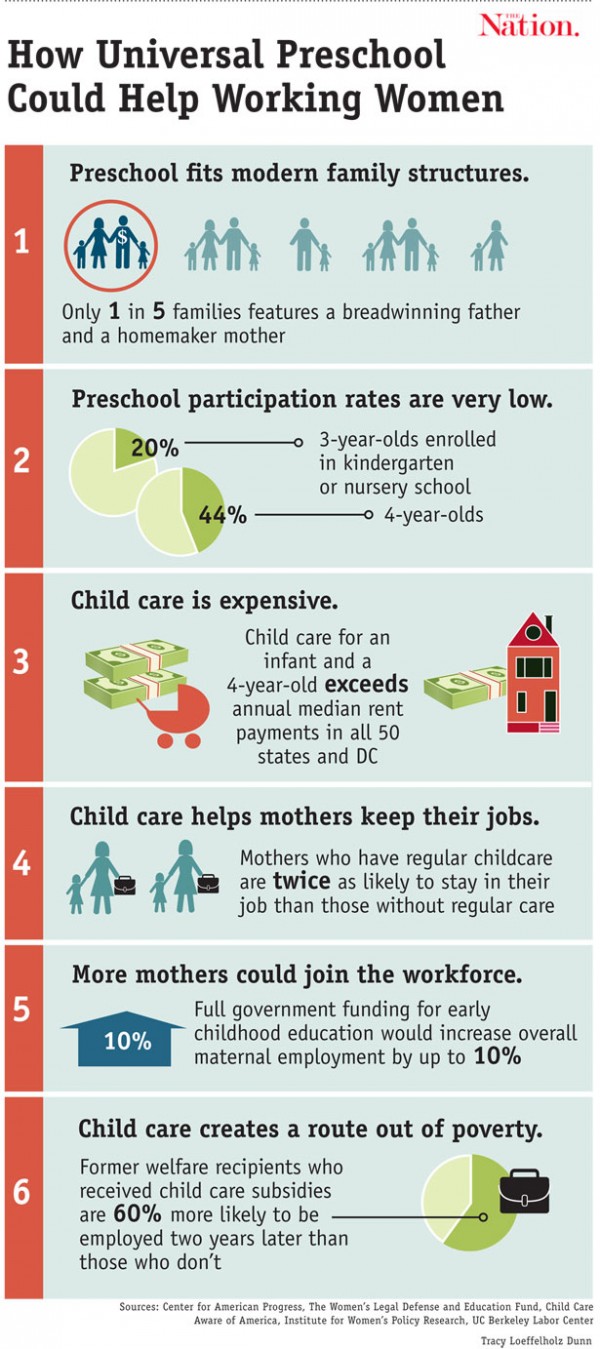 THE
Nation.
How Universal Preschool
Could Help Working Women
1
Preschool fits modern family structures.
$
Only 1 in 5 families features a breadwinning father
and a homemaker mother
2
Preschool participation rates are very low.
20%
3-year-olds enrolled
in kindergarten
or nursery school
44%
4-year-olds
3
Child care is expensive.
Child care for an
infant and a
4-year-old exceeds
annual median rent
payments in all 50
states and DC
4
Child care helps mothers keep their jobs.
Mothers who have regular childcare
are twice as likely to stay in their
job than those without regular care
5
More mothers could join the workforce.
10%
Full government funding for early
childhood education would increase overall
maternal employment by up to 10%
6
Child care creates a route out of poverty.
Former welfare recipients who
received child care subsidies
are 60% more likely to be
employed two years later than
those who don't
Sources: Center for American Progress, The Women's Legal Defense and Education Fund, Child Care
Aware of America, Institute for Women's Policy Research, UC Berkeley Labor Center
Tracy Loeffelholz Dunn